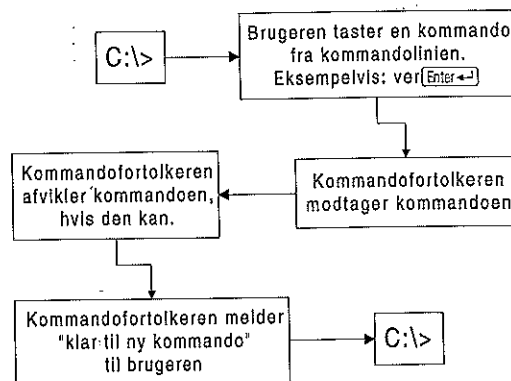 C:\>
Brugeren taster en kommando
fra kommandolinien.
Eksempelvis: ver Enter ↵
Kommandofortolkeren
modtager kommandoen
Kommandofortolkeren
afvikler kommandoen,
hvis den kan.
Kommandofortolkeren melder
"klar til ny kommando"
til brugeren
C:\>